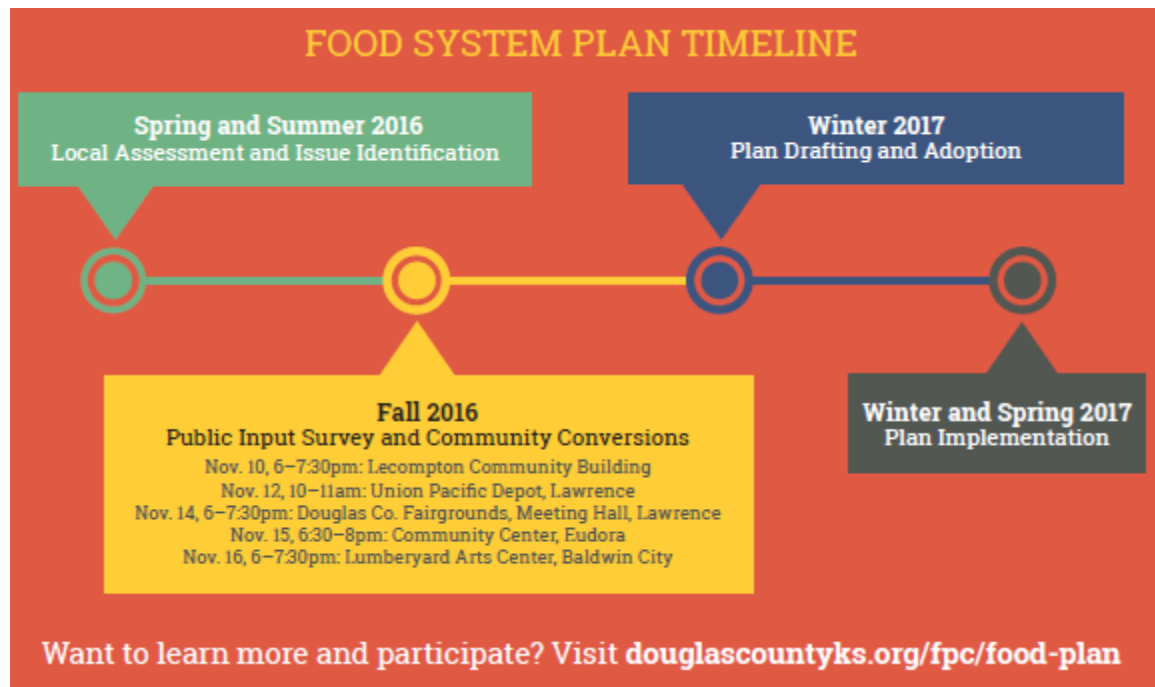 FOOD SYSTEM PLAN TIMELINE
Spring and Summer 2016
Local Assessment and Issue Identification
Winter 2017
Plan Drafting and Adoption
Fall 2016
Public Input Survey and Community Conversions
Nov. 10, 6–7:30pm: Lecompton Community Building
Nov. 12, 10–11am: Union Pacific Depot, Lawrence
Nov. 14, 6–7:30pm: Douglas Co. Fairgrounds, Meeting Hall, Lawrence
Nov. 15, 6:30–8pm: Community Center, Eudora
Nov. 16, 6–7:30pm: Lumberyard Arts Center, Baldwin City
Winter and Spring 2017
Plan Implementation
Want to learn more and participate? Visit douglascountyks.org/fpc/food-plan